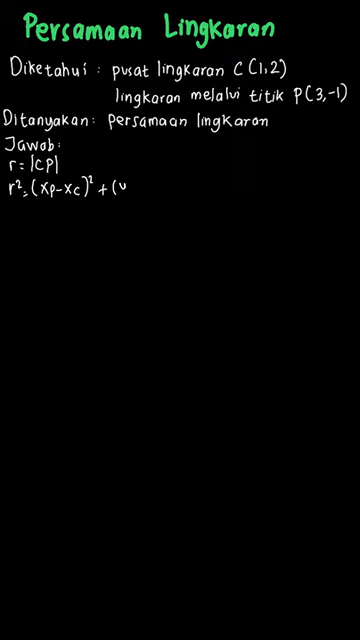 Persamaan Lingkaran
Diketahui : pusat lingkaran C (1,2)
lingkaran melalui titik P(3,-1)
Ditanyakan: persamaan lingkaran
Jawab:
r = |CP|
r² = (xp-xc)² + (